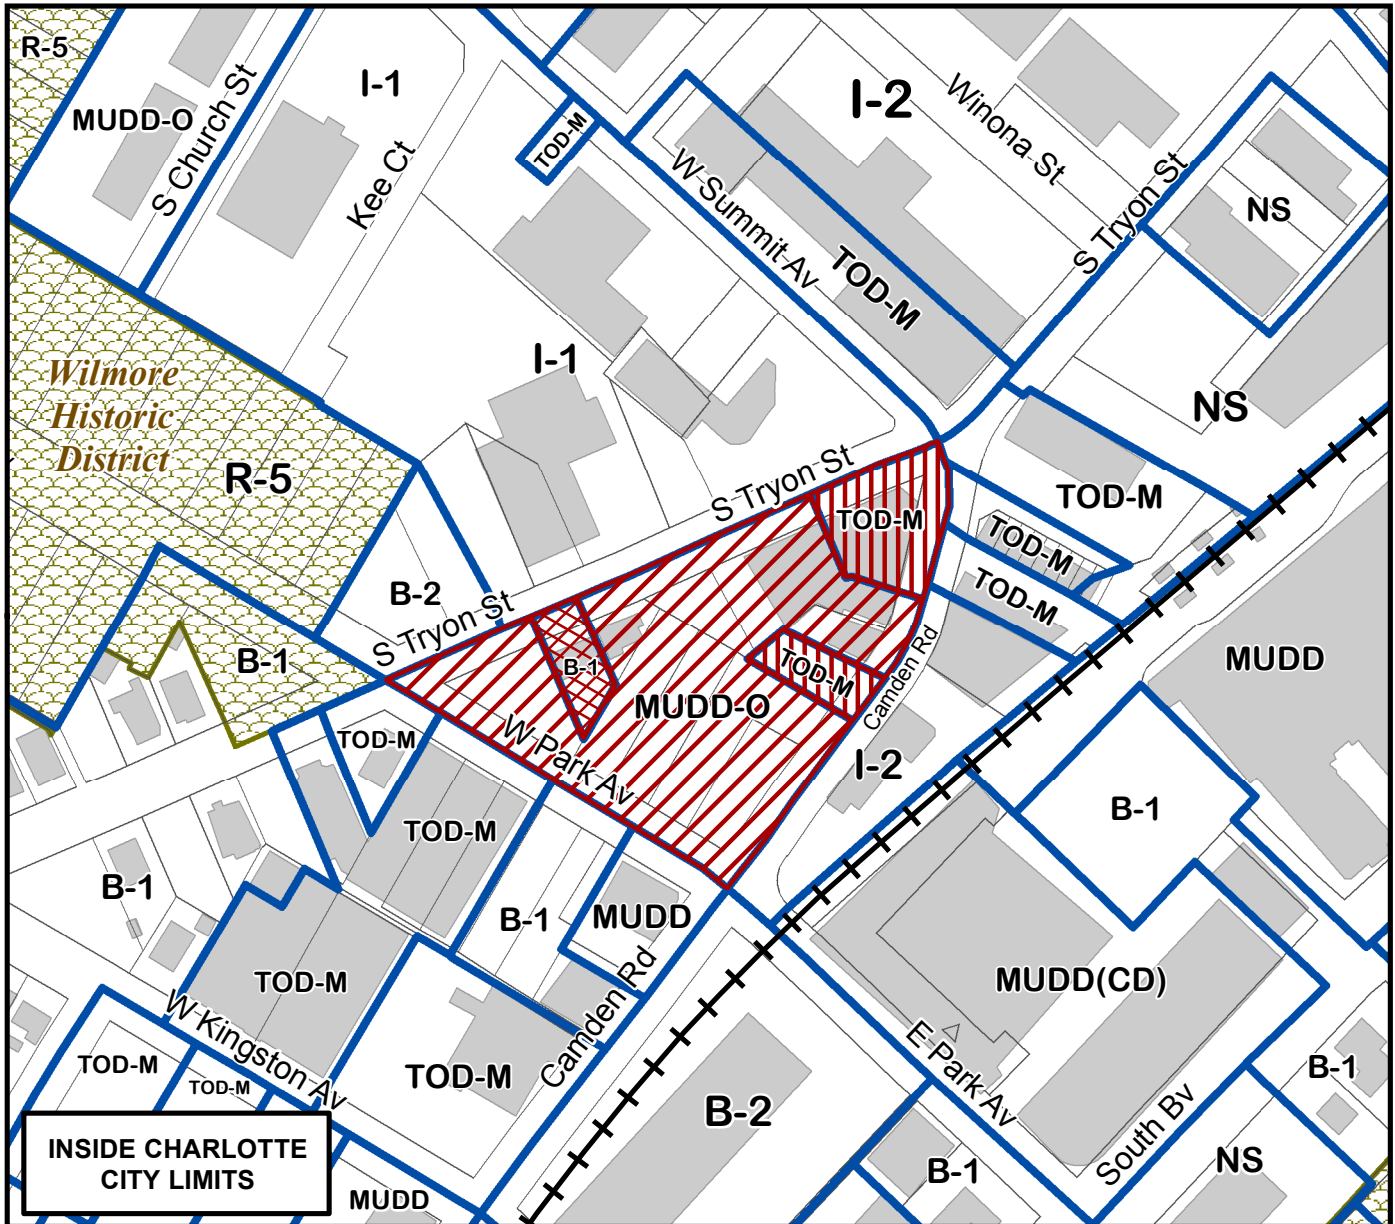 R-5
MUDD-O
S Church St
I-1
Kee Ct
TOD-M
I-2
Winona St
W Summit Av
TOD-M
S Tryon St
NS
Wilmore
Historic
District
R-5
I-1
NS
S Tryon St
TOD-M
TOD-M
TOD-M
TOD-M
B-2
S Tryon St
B-1
B-1
TOD-M
Camden Rd
MUDD
MUDD-O
W Park Av
TOD-M
I-2
B-1
TOD-M
B-1
B-1
MUDD
TOD-M
MUDD(CD)
Camden Rd
W Kingston Av
TOD-M
TOD-M
TOD-M
E Park Av
B-1
B-2
South Bv
INSIDE CHARLOTTE
CITY LIMITS
MUDD
B-1
NS